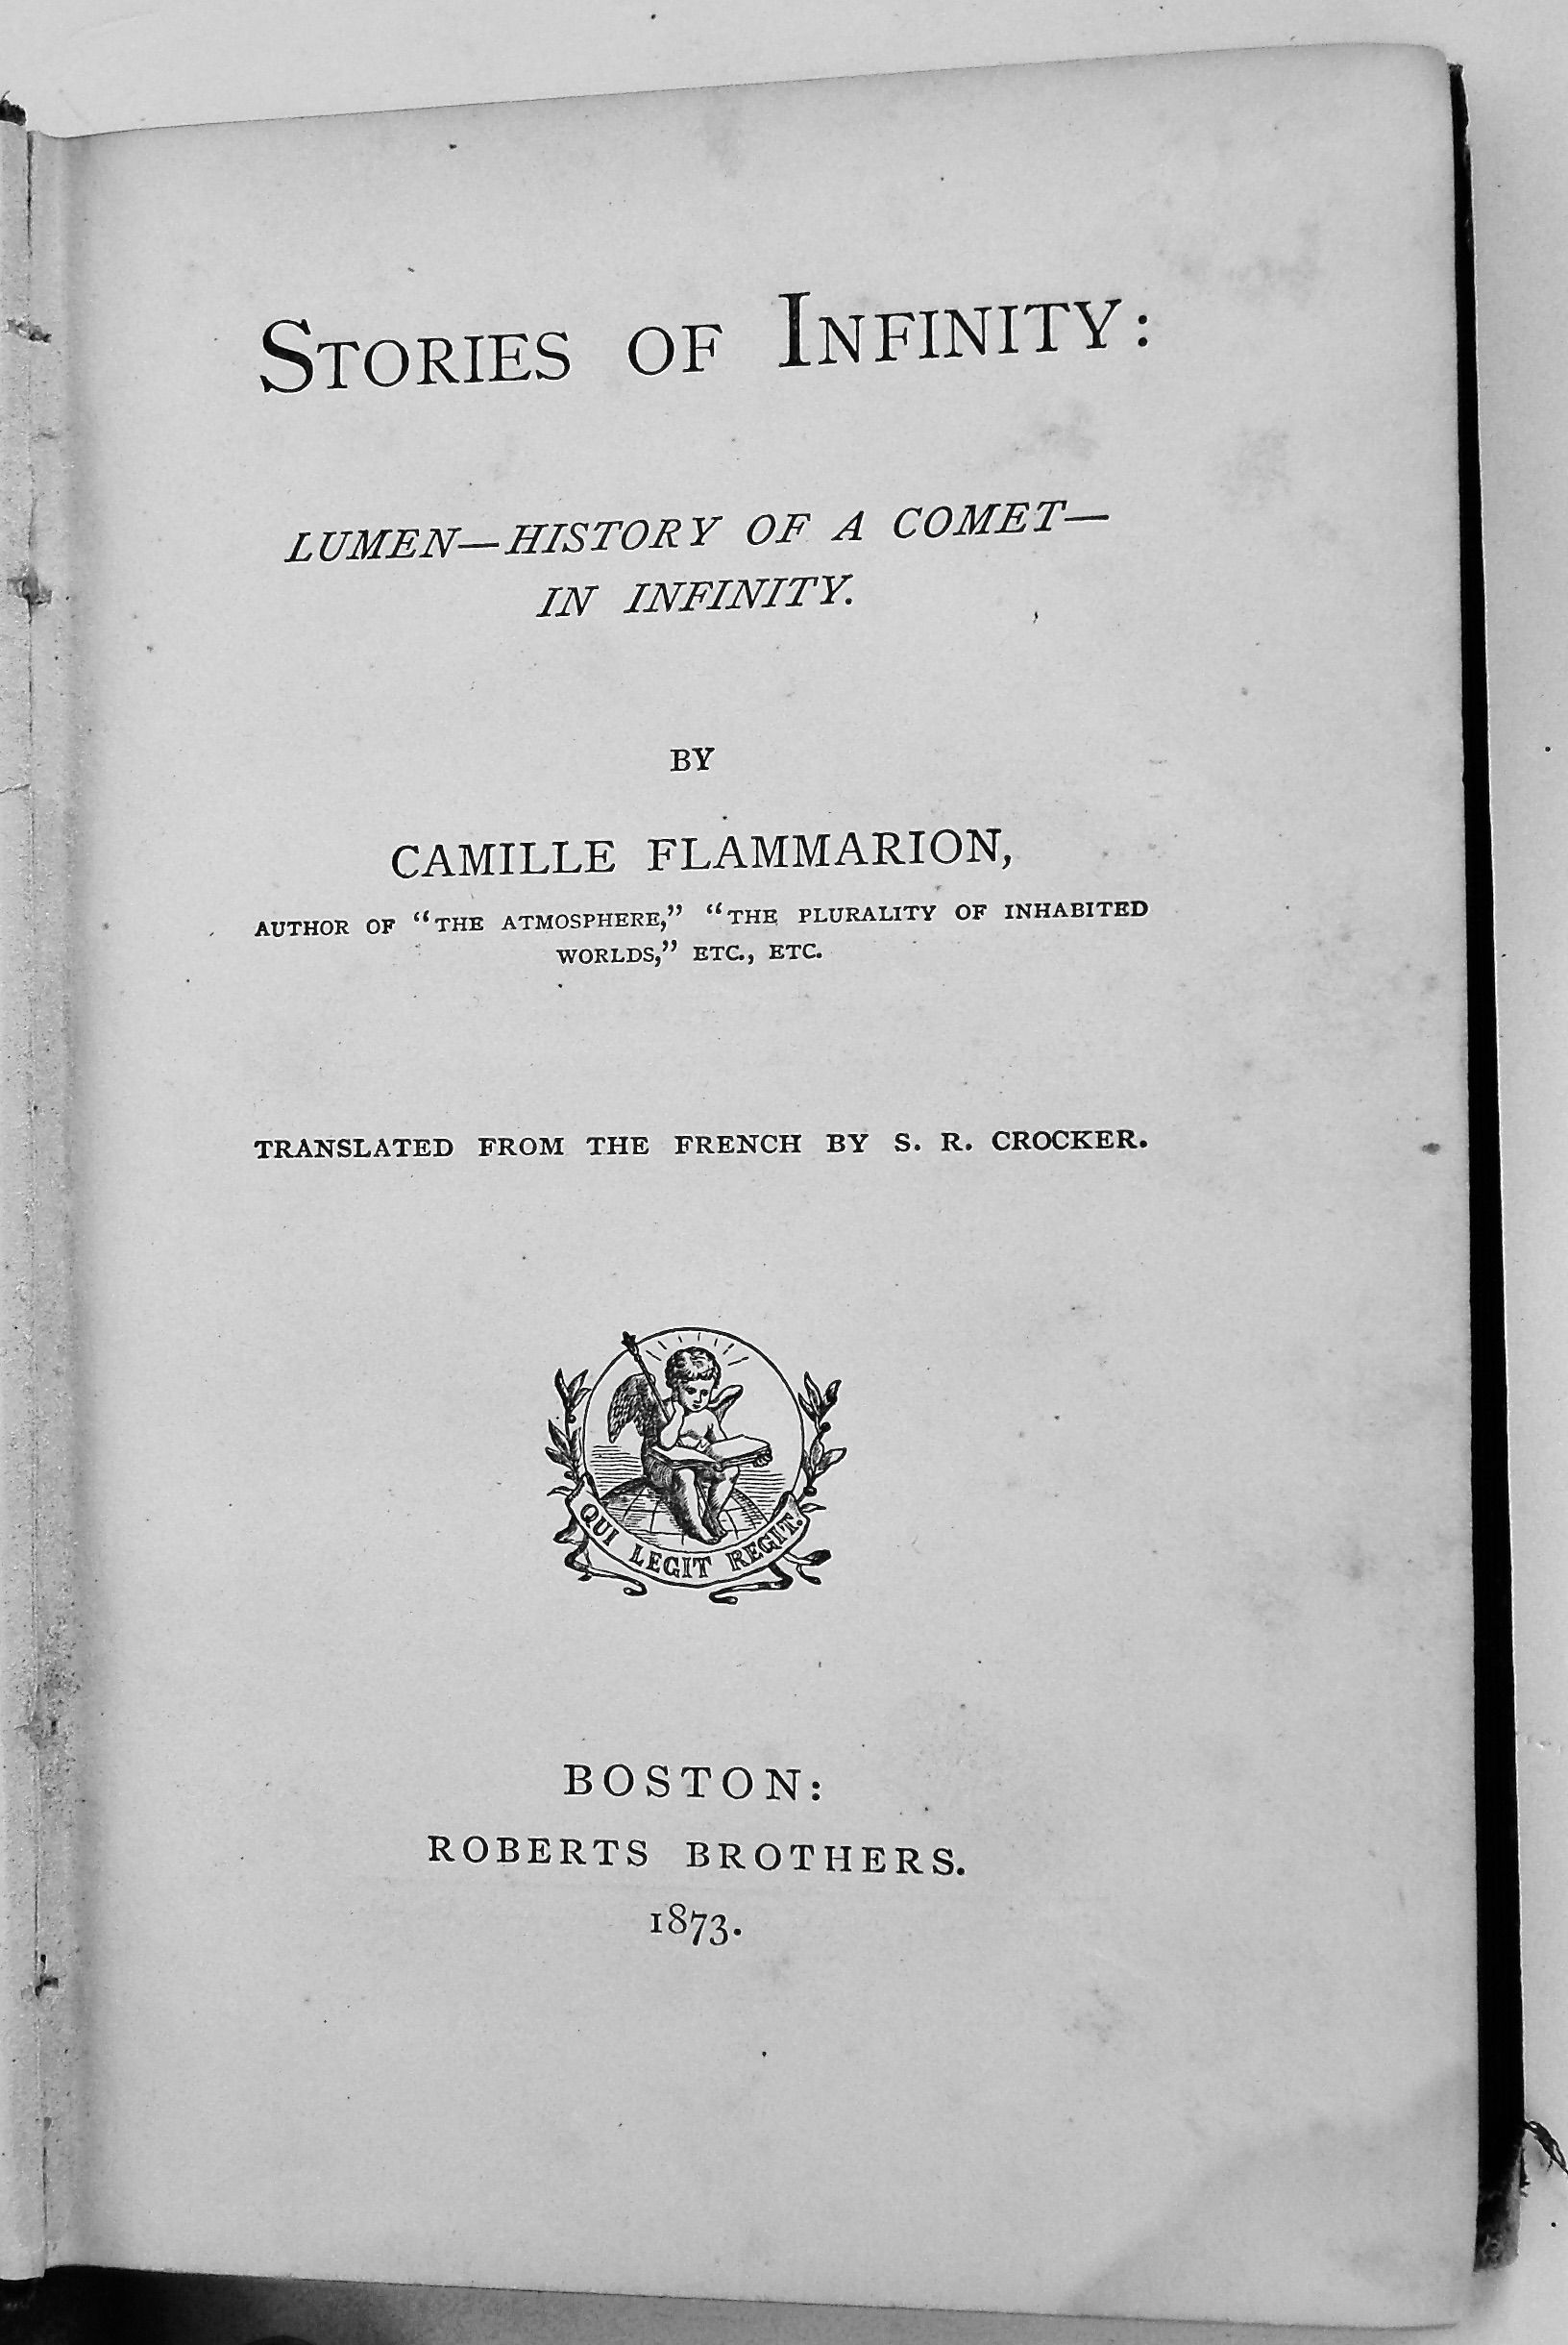 STORIES OF INFINITY:
LUMEN—HISTORY OF A COMET—
IN INFINITY.
BY
CAMILLE FLAMMARION,
AUTHOR OF “THE ATMOSPHERE,” “THE PLURALITY OF INHABITED
WORLDS,” ETC., ETC.
TRANSLATED FROM THE FRENCH BY S. R. CROCKER.
QUI LEGIT REGIT.
BOSTON:
ROBERTS BROTHERS.
1873.